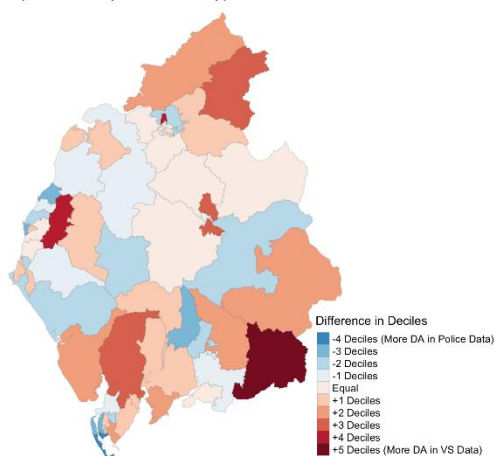 Difference in Deciles
-4 Deciles (More DA in Police Data)
-3 Deciles
-2 Deciles
-1 Deciles
Equal
+1 Deciles
+2 Deciles
+3 Deciles
+4 Deciles
+5 Deciles (More DA in VS Data)